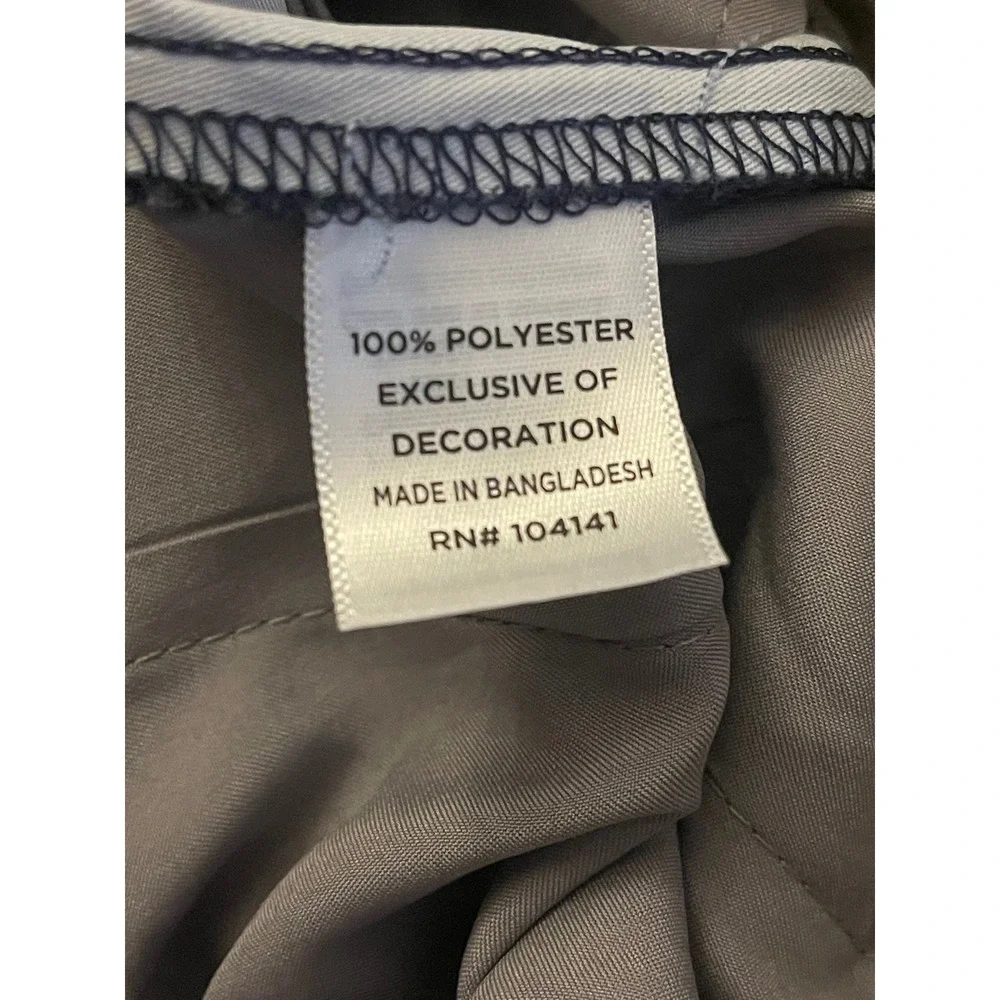 100% POLYESTER
EXCLUSIVE OF
DECORATION
MADE IN BANGLADESH
RN# 104141